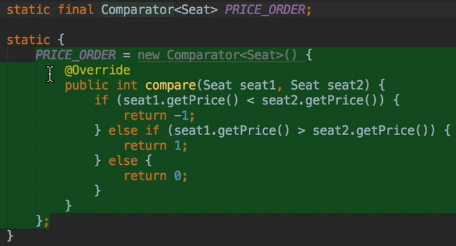 static final Comparator<Seat> PRICE_ORDER;
static {
PRICE_ORDER = new Comparator<Seat>() {
@Override
public int compare(Seat seat1, Seat seat2) {
if (seat1.getPrice() < seat2.getPrice()) {
return -1;
} else if (seat1.getPrice() > seat2.getPrice()) {
return 1;
} else {
return 0;
}
}
};
}